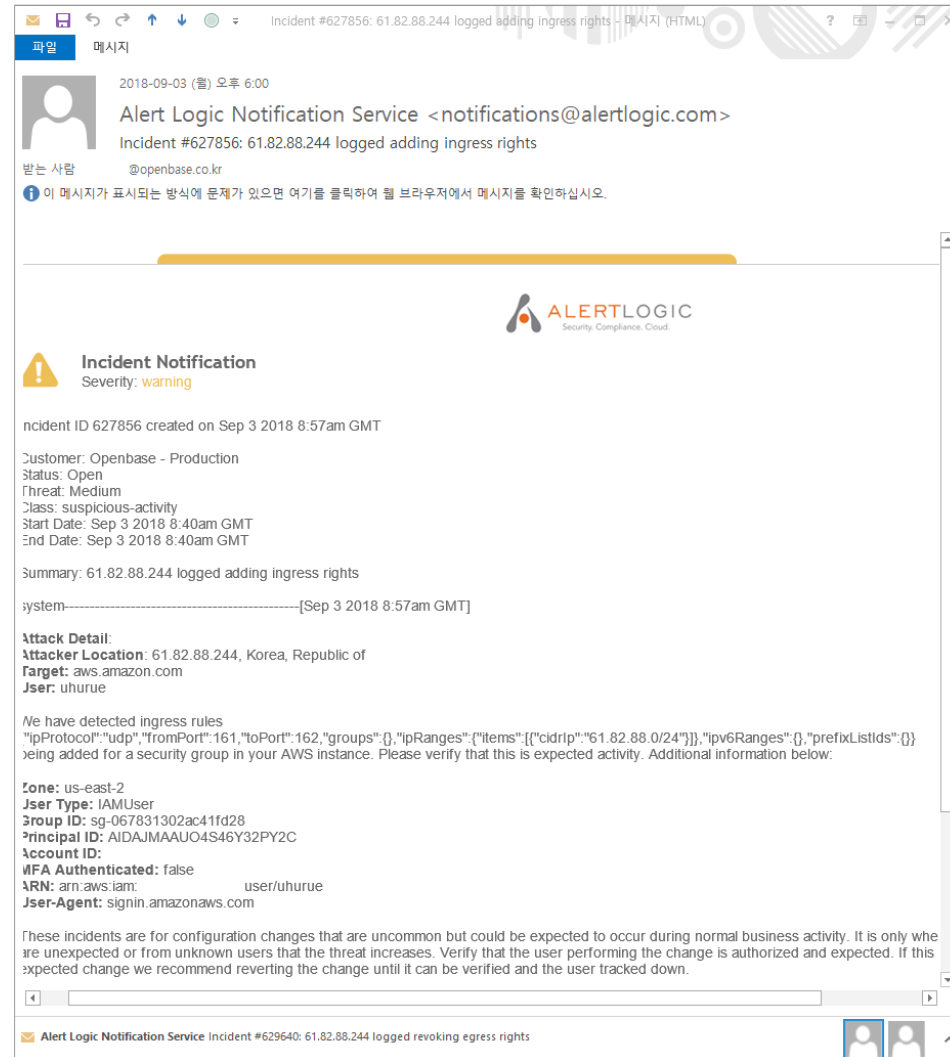 Incident #627856: 61.82.88.244 logged adding ingress rights - 메시지 (HTML)
파일 메시지
2018-09-03 (월) 오후 6:00
Alert Logic Notification Service <notifications@alertlogic.com>
Incident #627856: 61.82.88.244 logged adding ingress rights
받는 사람 @openbase.co.kr
이 메시지가 표시되는 방식에 문제가 있으면 여기를 클릭하여 웹 브라우저에서 메시지를 확인하십시오.
ALERTLOGIC
Security. Compliance. Cloud.
Incident Notification
Severity: warning
ncident ID 627856 created on Sep 3 2018 8:57am GMT
Customer: Openbase - Production
Status: Open
Threat: Medium
Class: suspicious-activity
Start Date: Sep 3 2018 8:40am GMT
End Date: Sep 3 2018 8:40am GMT
Summary: 61.82.88.244 logged adding ingress rights
system-----------------------------------------------[Sep 3 2018 8:57am GMT]
Attack Detail:
Attacker Location: 61.82.88.244, Korea, Republic of
Target: aws.amazon.com
User: uhurue
We have detected ingress rules
{"ipProtocol":"udp","fromPort":161,"toPort":162,"groups":{},"ipRanges":{"items":[{"cidrIp":"61.82.88.0/24"}]},"ipv6Ranges":{},"prefixListIds":{}}
being added for a security group in your AWS instance. Please verify that this is expected activity. Additional information below:
Zone: us-east-2
User Type: IAMUser
Group ID: sg-067831302ac41fd28
Principal ID: AIDAJMAAUO4S46Y32PY2C
Account ID:
MFA Authenticated: false
ARN: arn:aws:iam: user/uhurue
User-Agent: signin.amazonaws.com
These incidents are for configuration changes that are uncommon but could be expected to occur during normal business activity. It is only whe
are unexpected or from unknown users that the threat increases. Verify that the user performing the change is authorized and expected. If this
expected change we recommend reverting the change until it can be verified and the user tracked down.
Alert Logic Notification Service Incident #629640: 61.82.88.244 logged revoking egress rights